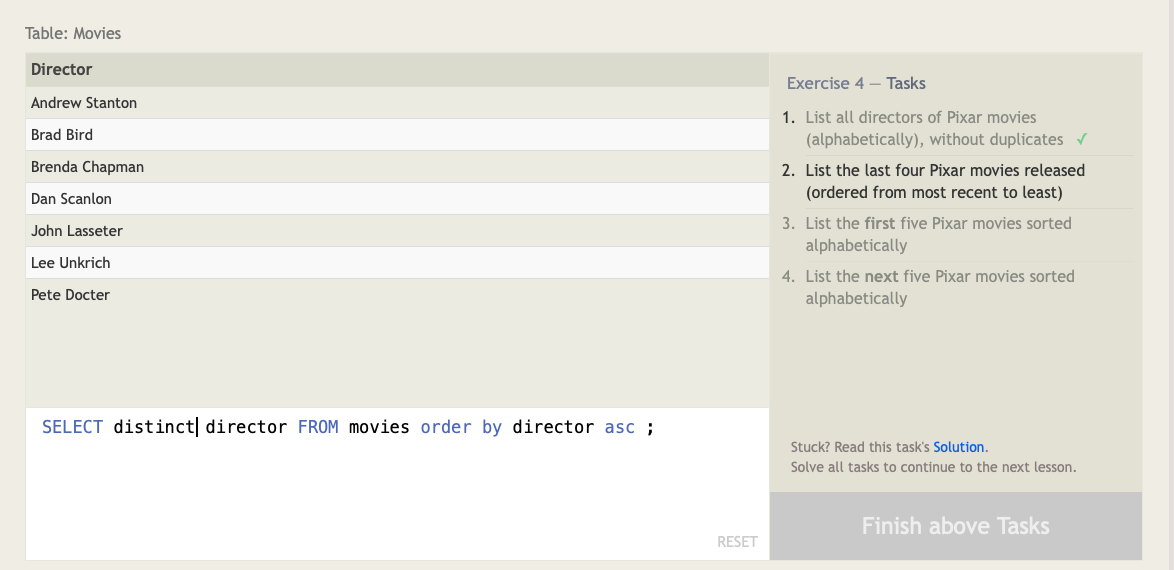 Table: Movies
Director
Andrew Stanton
Brad Bird
Brenda Chapman
Dan Scanlon
John Lasseter
Lee Unkrich
Pete Docter
SELECT distinct director FROM movies order by director asc ;
RESET
Exercise 4 — Tasks
1. List all directors of Pixar movies
(alphabetically), without duplicates ✓
2. List the last four Pixar movies released
(ordered from most recent to least)
3. List the first five Pixar movies sorted
alphabetically
4. List the next five Pixar movies sorted
alphabetically
Stuck? Read this task's Solution.
Solve all tasks to continue to the next lesson.
Finish above Tasks